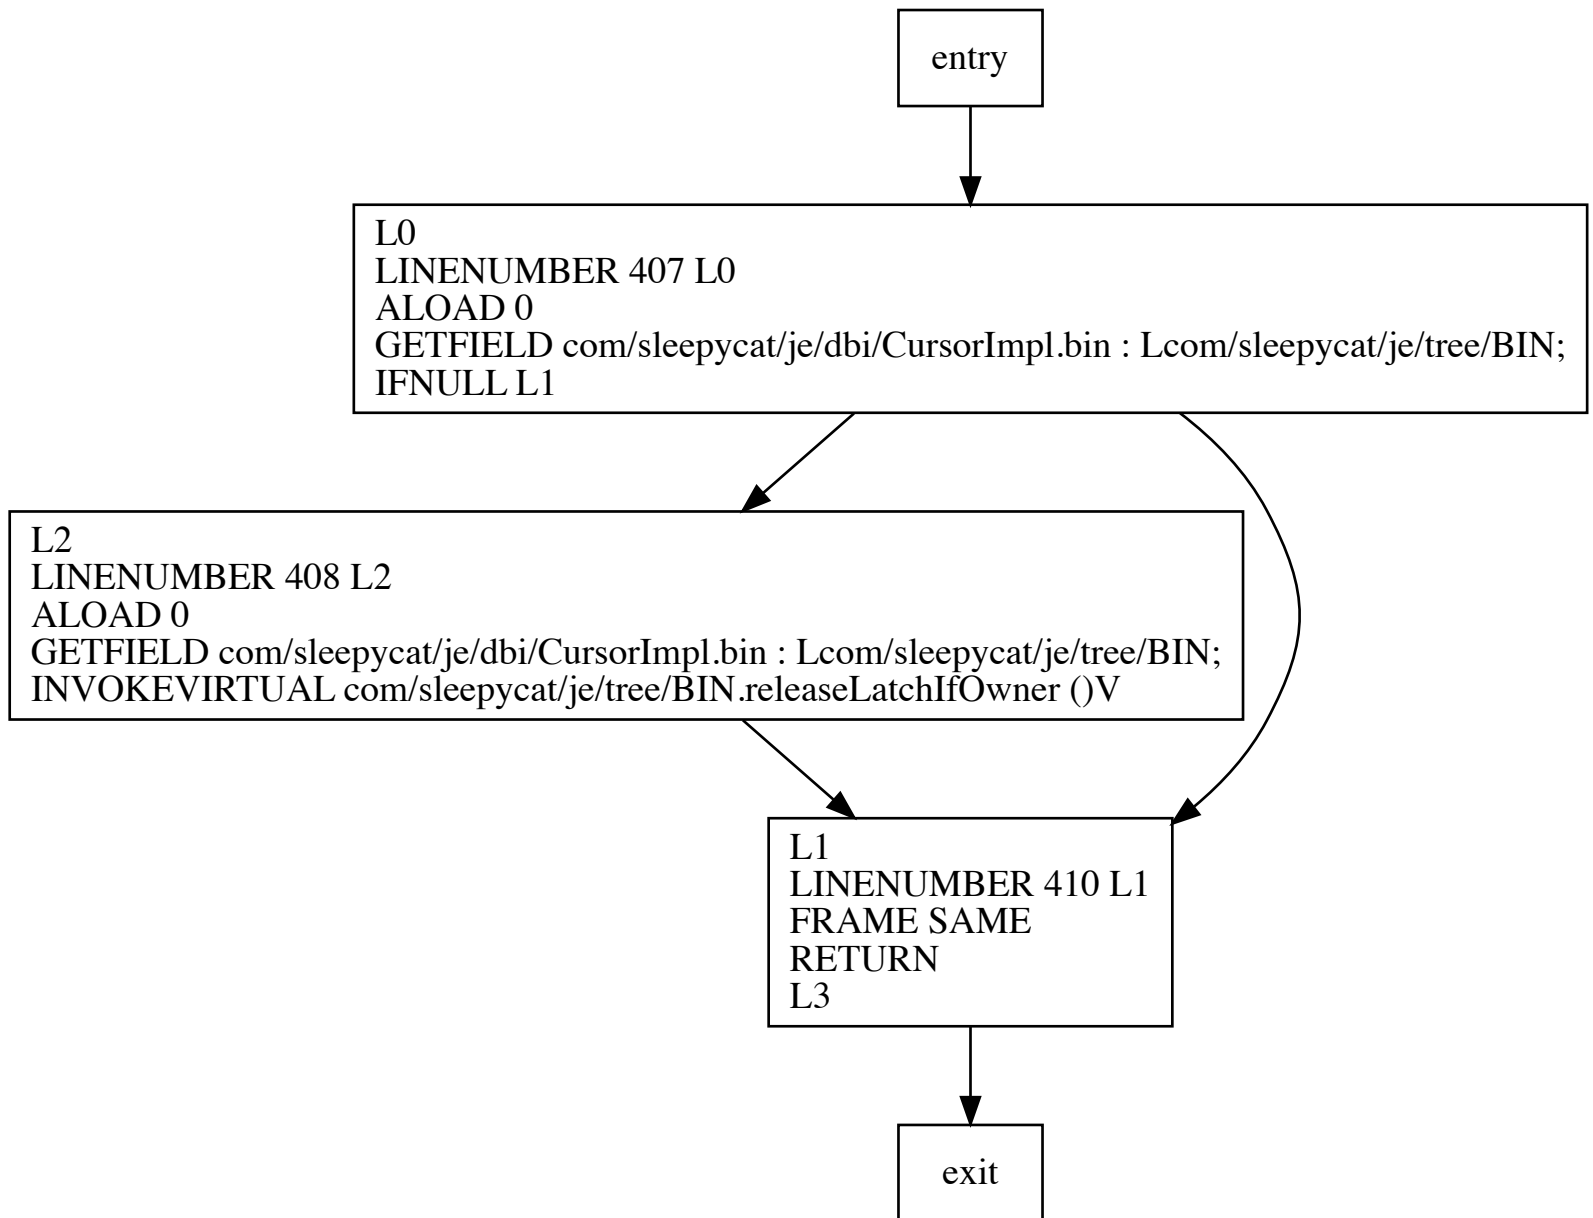 entry
L0
LINENUMBER 407 L0
ALOAD 0
GETFIELD com/sleepycat/je/dbi/CursorImpl.bin : Lcom/sleepycat/je/tree/BIN;
IFNULL L1
L2
LINENUMBER 408 L2
ALOAD 0
GETFIELD com/sleepycat/je/dbi/CursorImpl.bin : Lcom/sleepycat/je/tree/BIN;
INVOKEVIRTUAL com/sleepycat/je/tree/BIN.releaseLatchIfOwner ()V
L1
LINENUMBER 410 L1
FRAME SAME
RETURN
L3
exit